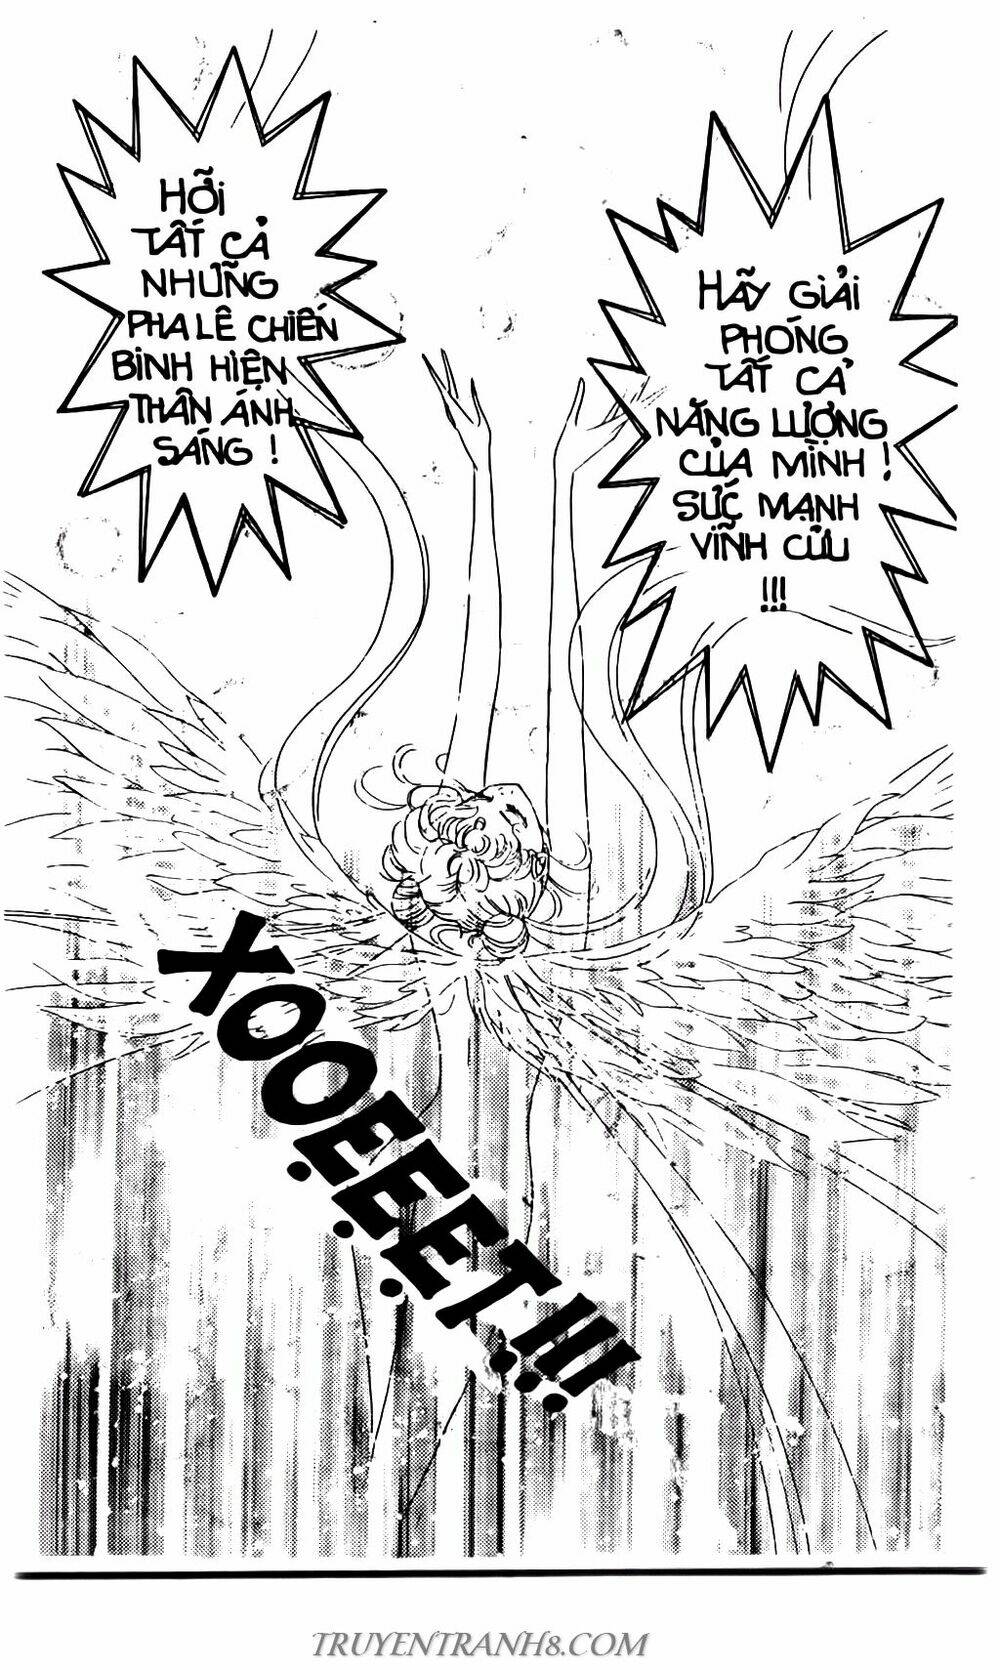 HỠI
TẤT CẢ
NHỮNG
PHA LÊ CHIẾN
BINH HIỆN
THÂN ÁNH
SÁNG !
HÃY GIẢI
PHÓNG
TẤT CẢ
NĂNG LƯỢNG
CỦA MÌNH !
SỨC MẠNH
VĨNH CỬU
!!!
XOOẸẸẸT!!!
TRUYENTRANH8.COM